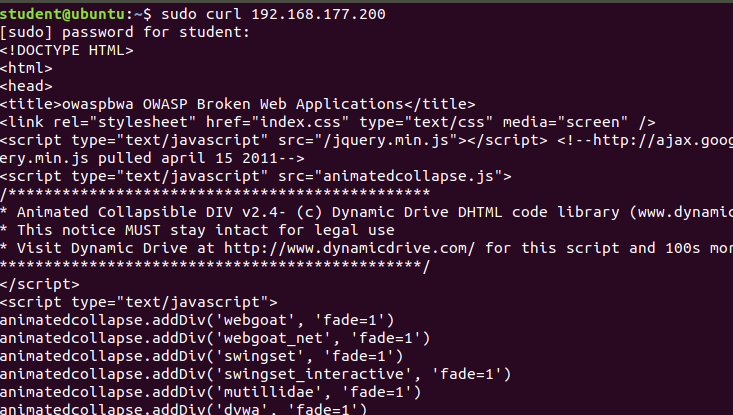 student@ubuntu:~$ sudo curl 192.168.177.200
[sudo] password for student:
<!DOCTYPE HTML>
<html>
<head>
<title>owaspbwa OWASP Broken Web Applications</title>
<link rel="stylesheet" href="index.css" type="text/css" media="screen" />
<script type="text/javascript" src="/jquery.min.js"></script> <!--http://ajax.goog
ery.min.js pulled april 15 2011-->
<script type="text/javascript" src="animatedcollapse.js">
/***********************************************
* Animated Collapsible DIV v2.4- (c) Dynamic Drive DHTML code library (www.dynamic
* This notice MUST stay intact for legal use
* Visit Dynamic Drive at http://www.dynamicdrive.com/ for this script and 100s mor
***********************************************/
</script>
<script type="text/javascript">
animatedcollapse.addDiv('webgoat', 'fade=1')
animatedcollapse.addDiv('webgoat_net', 'fade=1')
animatedcollapse.addDiv('swingset', 'fade=1')
animatedcollapse.addDiv('swingset_interactive', 'fade=1')
animatedcollapse.addDiv('mutillidae', 'fade=1')
animatedcollapse.addDiv('dvwa', 'fade=1')